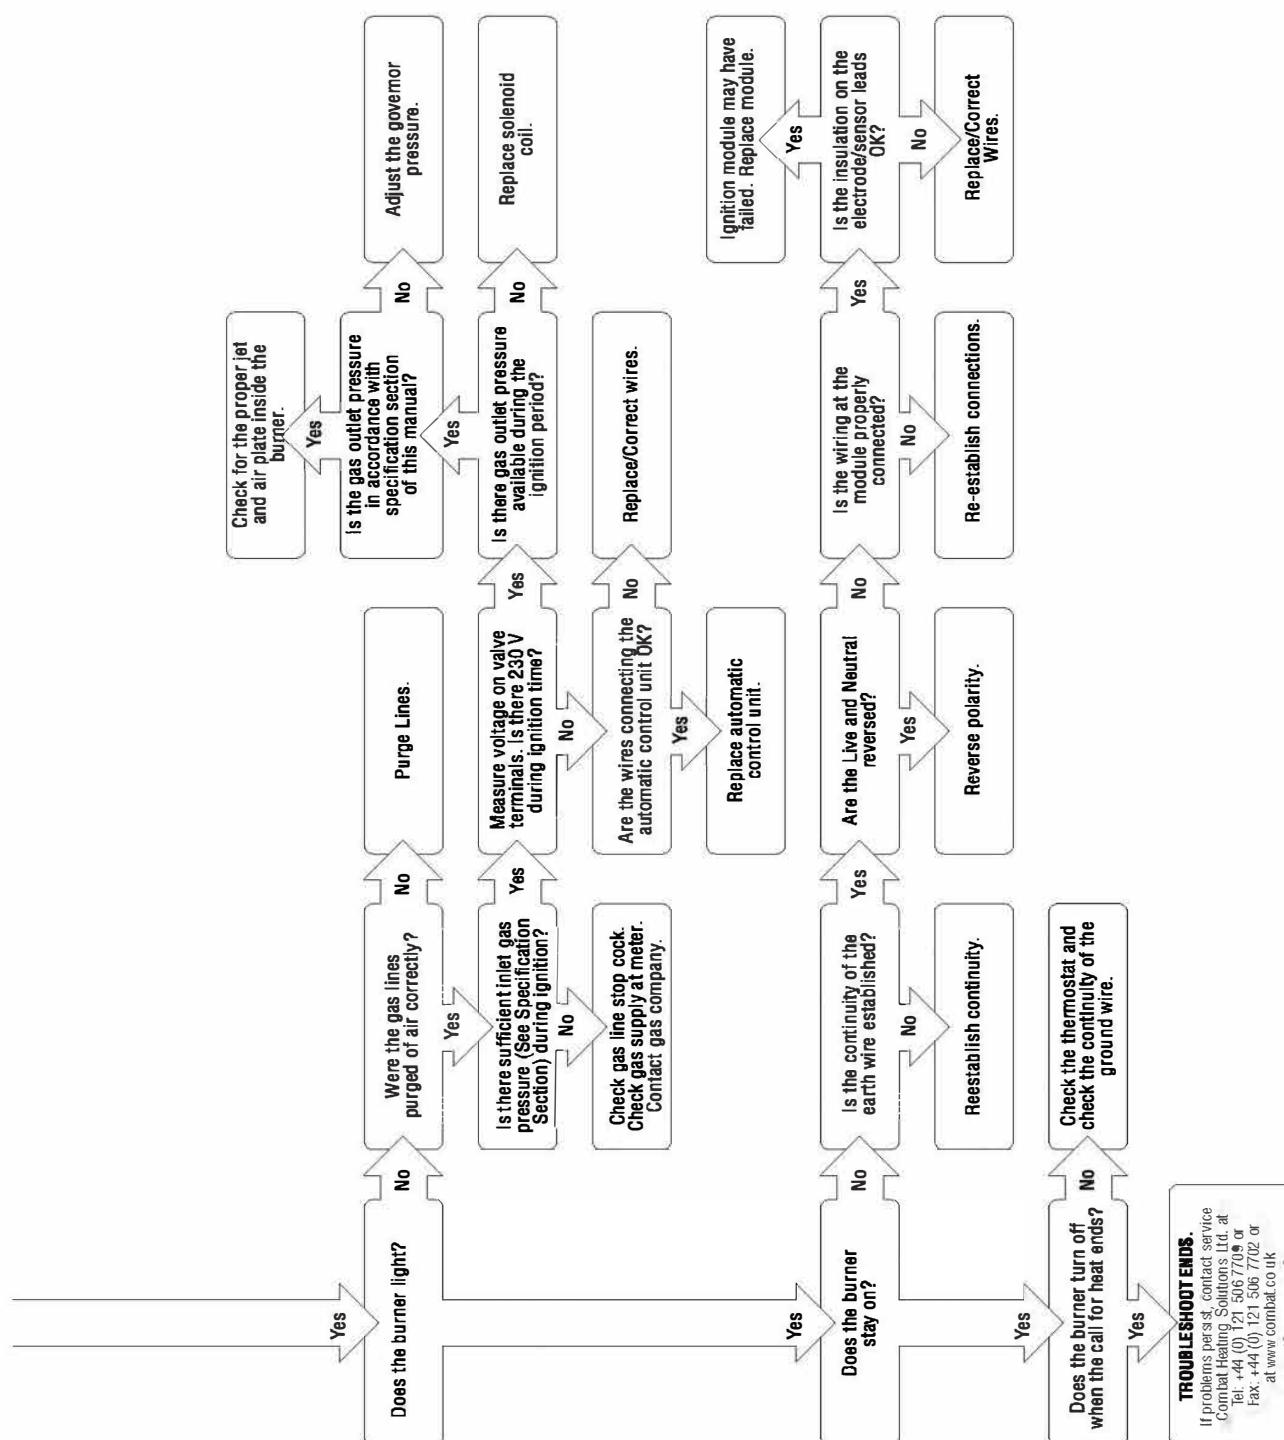 Yes
Does the burner light?
No
Were the gas lines
purged of air correctly?
No
Purge Lines.
Yes
Is there sufficient inlet gas
pressure (See Specification
Section) during ignition?
No
Check gas line stop cock.
Check gas supply at meter.
Contact gas company.
Yes
Measure voltage on valve
terminals. Is there 230 V
during ignition time?
No
Are the wires connecting the
automatic control unit OK?
No
Replace/Correct wires.
Yes
Replace automatic
control unit.
Yes
Is there gas outlet pressure
available during the
ignition period?
No
Replace solenoid
coil.
Yes
Is the gas outlet pressure
in accordance with
specification section
of this manual?
No
Adjust the governor
pressure.
Yes
Check for the proper jet
and air plate inside the
burner.
Yes
Does the burner
stay on?
No
Is the continuity of the
earth wire established?
No
Reestablish continuity.
Yes
Are the Live and Neutral
reversed?
Yes
Reverse polarity.
No
Is the wiring at the
module properly
connected?
No
Re-establish connections.
Yes
Is the insulation on the
electrode/sensor leads
OK?
Yes
Ignition module may have
failed. Replace module.
No
Replace/Correct
Wires.
Yes
Does the burner turn off
when the call for heat ends?
No
Check the thermostat and
check the continuity of the
ground wire.
Yes
TROUBLESHOOT ENDS.
If problems persist, contact service
Combat Heating Solutions Ltd. at
Tel: +44 (0) 121 506 7709 or
Fax: +44 (0) 121 506 7702 or
at www combat.co uk